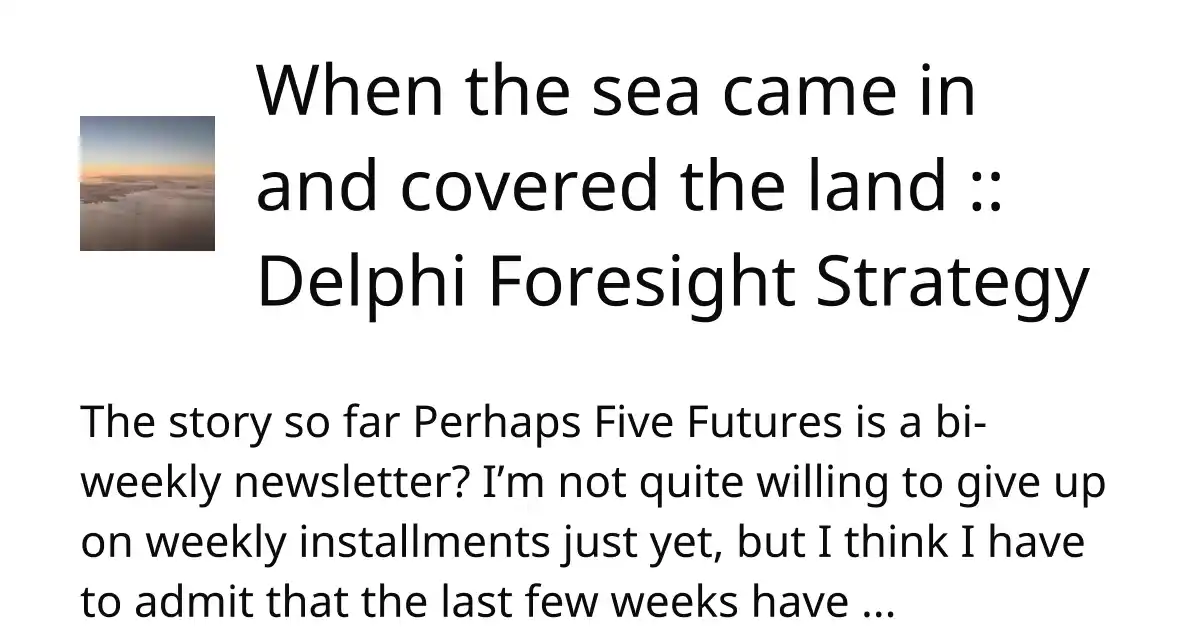 When the sea came in
and covered the land ::
Delphi Foresight Strategy
The story so far Perhaps Five Futures is a bi-
weekly newsletter? I’m not quite willing to give up
on weekly installments just yet, but I think I have
to admit that the last few weeks have ...